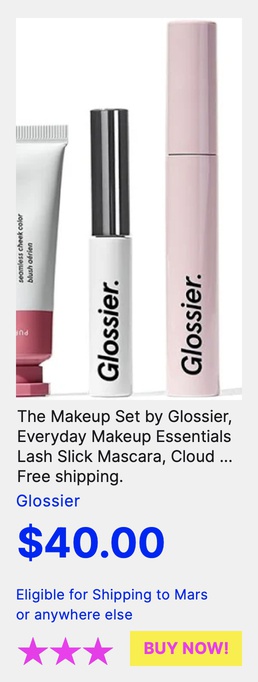 seamless cheek color
blush aérien
Glossier.
Glossier.
The Makeup Set by Glossier,
Everyday Makeup Essentials
Lash Slick Mascara, Cloud ...
Free shipping.
Glossier
$40.00
Eligible for Shipping to Mars
or anywhere else
BUY NOW!